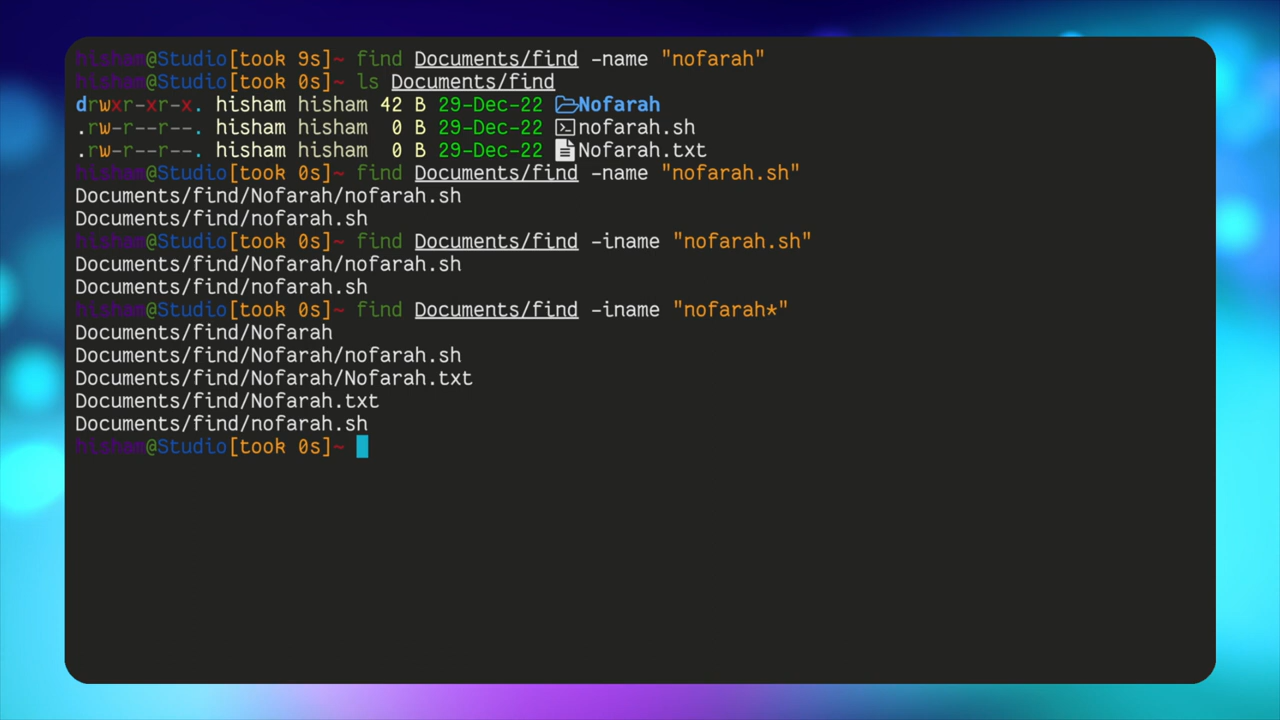 hisham@Studio[took 9s]~ find Documents/find -name "nofarah"
hisham@Studio[took 0s]~ ls Documents/find
drwxr-xr-x. hisham hisham 42 B 29-Dec-22 Nofarah
.rw-r--r--. hisham hisham 0 B 29-Dec-22 nofarah.sh
.rw-r--r--. hisham hisham 0 B 29-Dec-22 Nofarah.txt
hisham@Studio[took 0s]~ find Documents/find -name "nofarah.sh"
Documents/find/Nofarah/nofarah.sh
Documents/find/nofarah.sh
hisham@Studio[took 0s]~ find Documents/find -iname "nofarah.sh"
Documents/find/Nofarah/nofarah.sh
Documents/find/nofarah.sh
hisham@Studio[took 0s]~ find Documents/find -iname "nofarah*"
Documents/find/Nofarah
Documents/find/Nofarah/nofarah.sh
Documents/find/Nofarah/Nofarah.txt
Documents/find/Nofarah.txt
Documents/find/nofarah.sh
hisham@Studio[took 0s]~